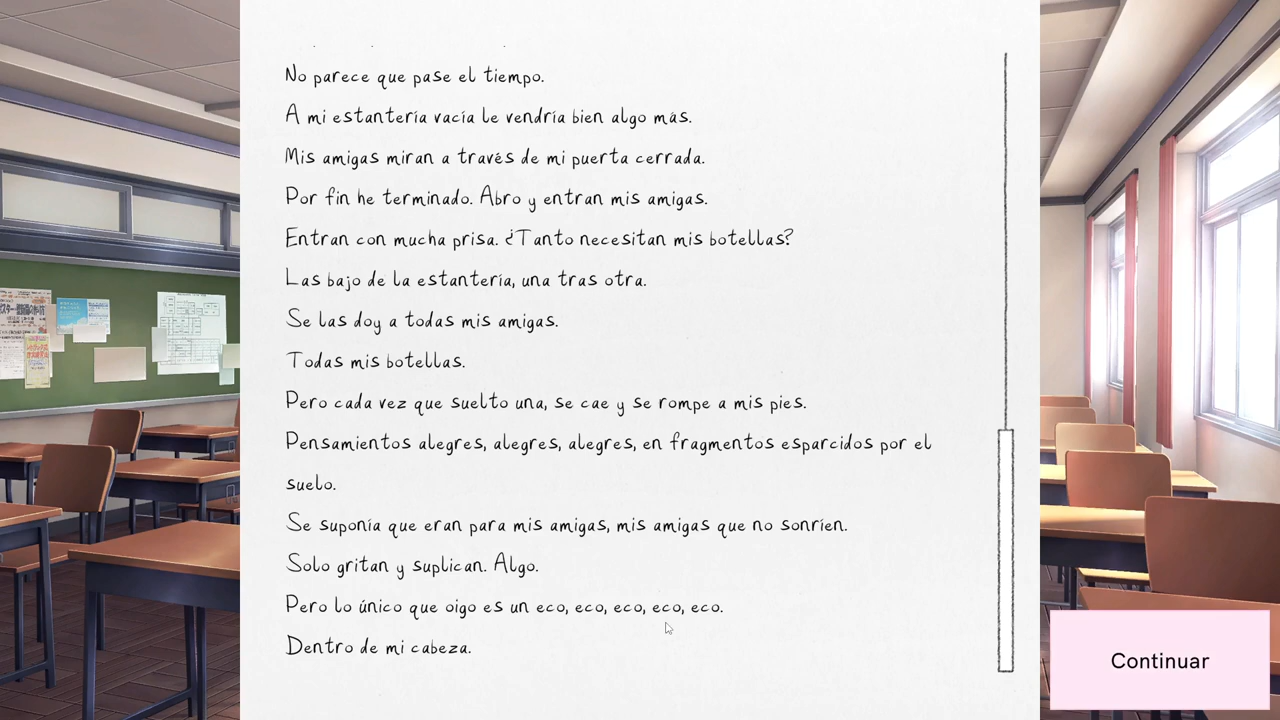 No parece que pase el tiempo.
A mi estantería vacía le vendría bien algo más.
Mis amigas miran a través de mi puerta cerrada.
Por fin he terminado. Abro y entran mis amigas.
Entran con mucha prisa. ¿Tanto necesitan mis botellas?
Las bajo de la estantería, una tras otra.
Se las doy a todas mis amigas.
Todas mis botellas.
Pero cada vez que suelto una, se cae y se rompe a mis pies.
Pensamientos alegres, alegres, alegres, en fragmentos esparcidos por el
suelo.
Se suponía que eran para mis amigas, mis amigas que no sonríen.
Solo gritan y suplican. Algo.
Pero lo único que oigo es un eco, eco, eco, eco, eco.
Dentro de mi cabeza.
Continuar